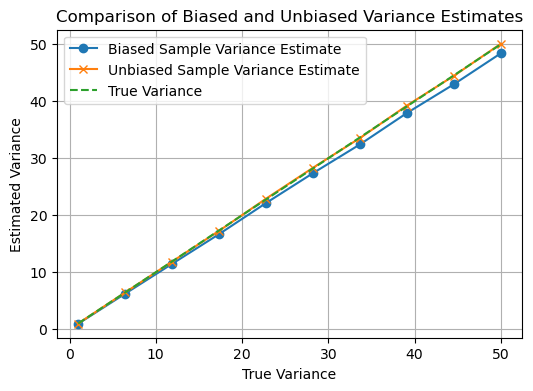 Comparison of Biased and Unbiased Variance Estimates
Biased Sample Variance Estimate
Unbiased Sample Variance Estimate
True Variance
50
40
30
20
10
0
Estimated Variance
0 10 20 30 40 50
True Variance